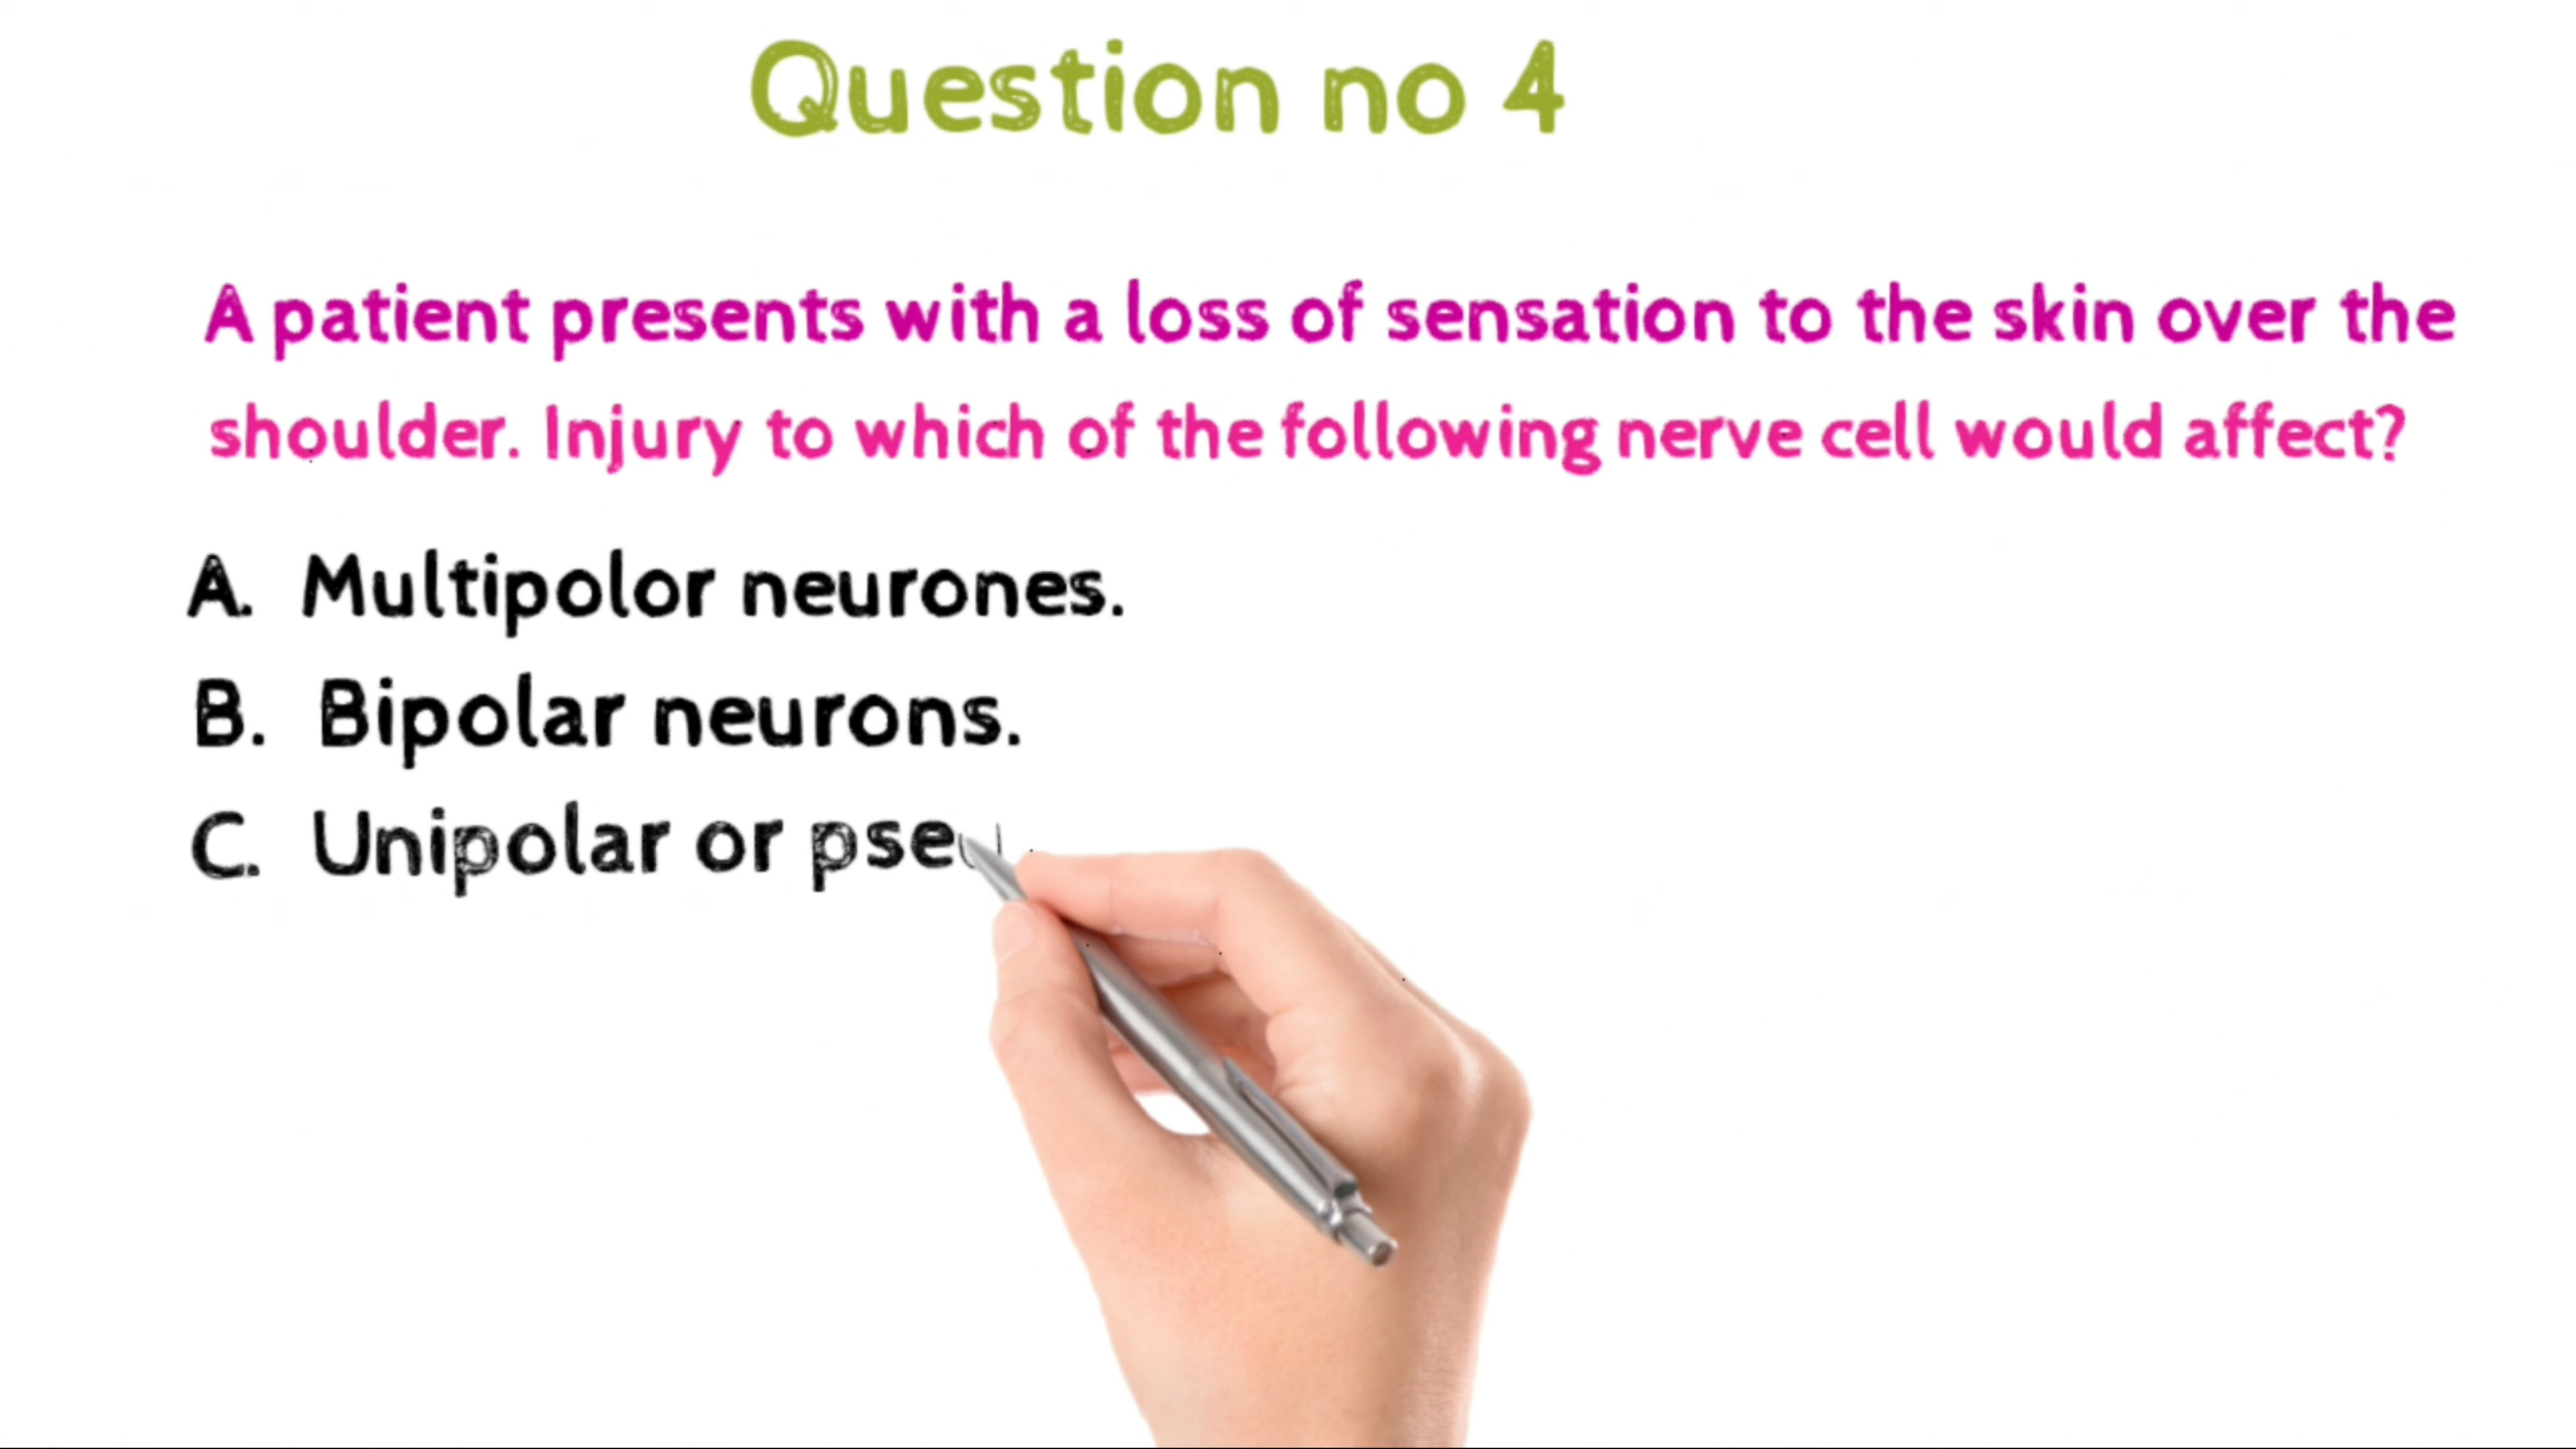 Question no 4
A patient presents with a loss of sensation to the skin over the
shoulder. Injury to which of the following nerve cell would affect?
A. Multipolor neurones.
B. Bipolar neurons.
C. Unipolar or pseu